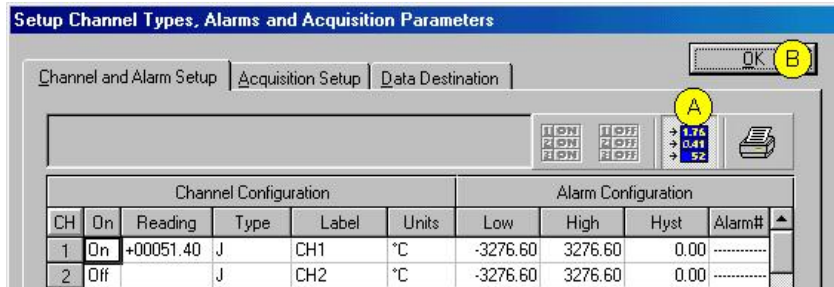 Setup Channel Types, Alarms and Acquisition Parameters
OK B
Channel and Alarm Setup Acquisition Setup Data Destination
A
1 ON 1 OFF → 1.76
2 ON 2 OFF → 0.41
3 ON 3 OFF → 52
Channel Configuration Alarm Configuration
CH On Reading Type Label Units Low High Hyst Alarm#
1 On +00051.40 J CH1 °C -3276.60 3276.60 0.00 -----------
2 Off J CH2 °C -3276.60 3276.60 0.00 -----------